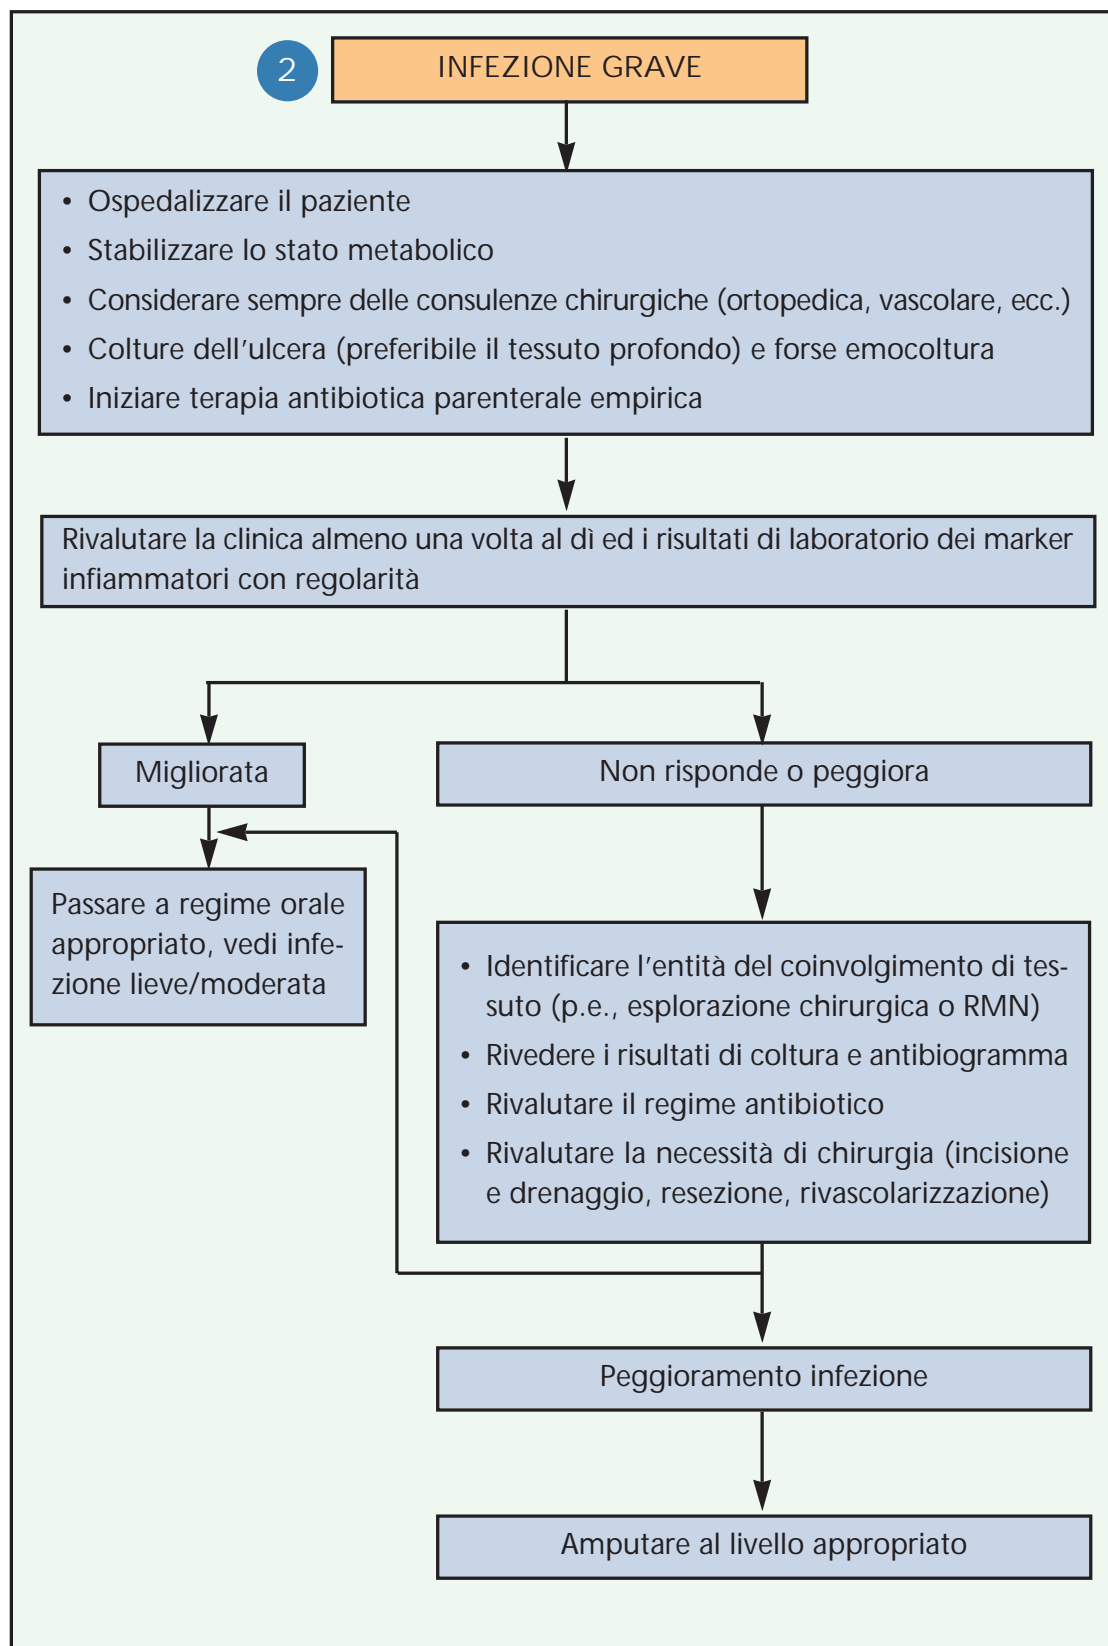 2
INFEZIONE GRAVE
• Ospedalizzare il paziente
• Stabilizzare lo stato metabolico
• Considerare sempre delle consulenze chirurgiche (ortopedica, vascolare, ecc.)
• Colture dell'ulcera (preferibile il tessuto profondo) e forse emocoltura
• Iniziare terapia antibiotica parenterale empirica
Rivalutare la clinica almeno una volta al dì ed i risultati di laboratorio dei marker
infiammatori con regolarità
Migliorata
Non risponde o peggiora
Passare a regime orale
appropriato, vedi infe-
zione lieve/moderata
• Identificare l'entità del coinvolgimento di tes-
suto (p.e., esplorazione chirurgica o RMN)
• Rivedere i risultati di coltura e antibiogramma
• Rivalutare il regime antibiotico
• Rivalutare la necessità di chirurgia (incisione
e drenaggio, resezione, rivascolarizzazione)
Peggioramento infezione
Amputare al livello appropriato